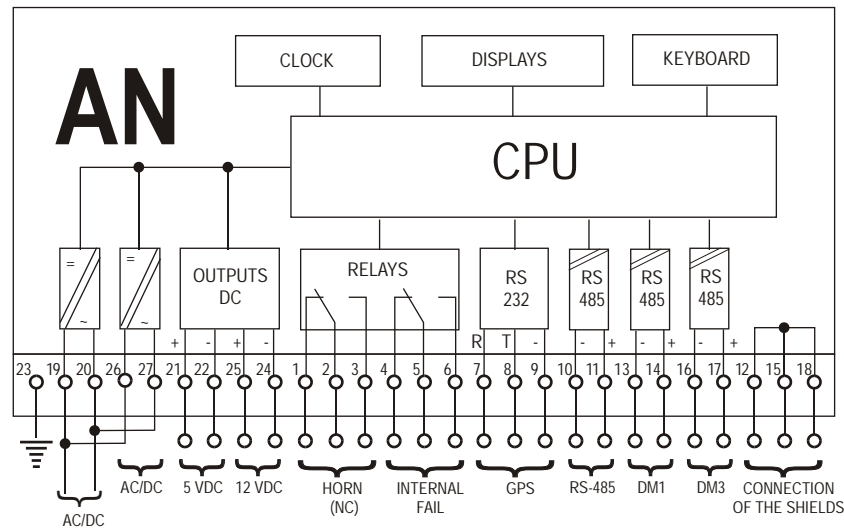 CLOCK DISPLAYS KEYBOARD
AN
CPU
= = OUTPUTS DC RELAYS RS 232 RS 485 RS 485 RS 485
~ ~
+ - + - R T - - + - + - +
23 19 20 26 27 21 22 25 24 1 2 3 4 5 6 7 8 9 10 11 13 14 16 17 12 15 18
AC/DC 5 VDC 12 VDC HORN INTERNAL GPS RS-485 DM1 DM3 CONNECTION
(NC) FAIL OF THE SHIELDS
AC/DC